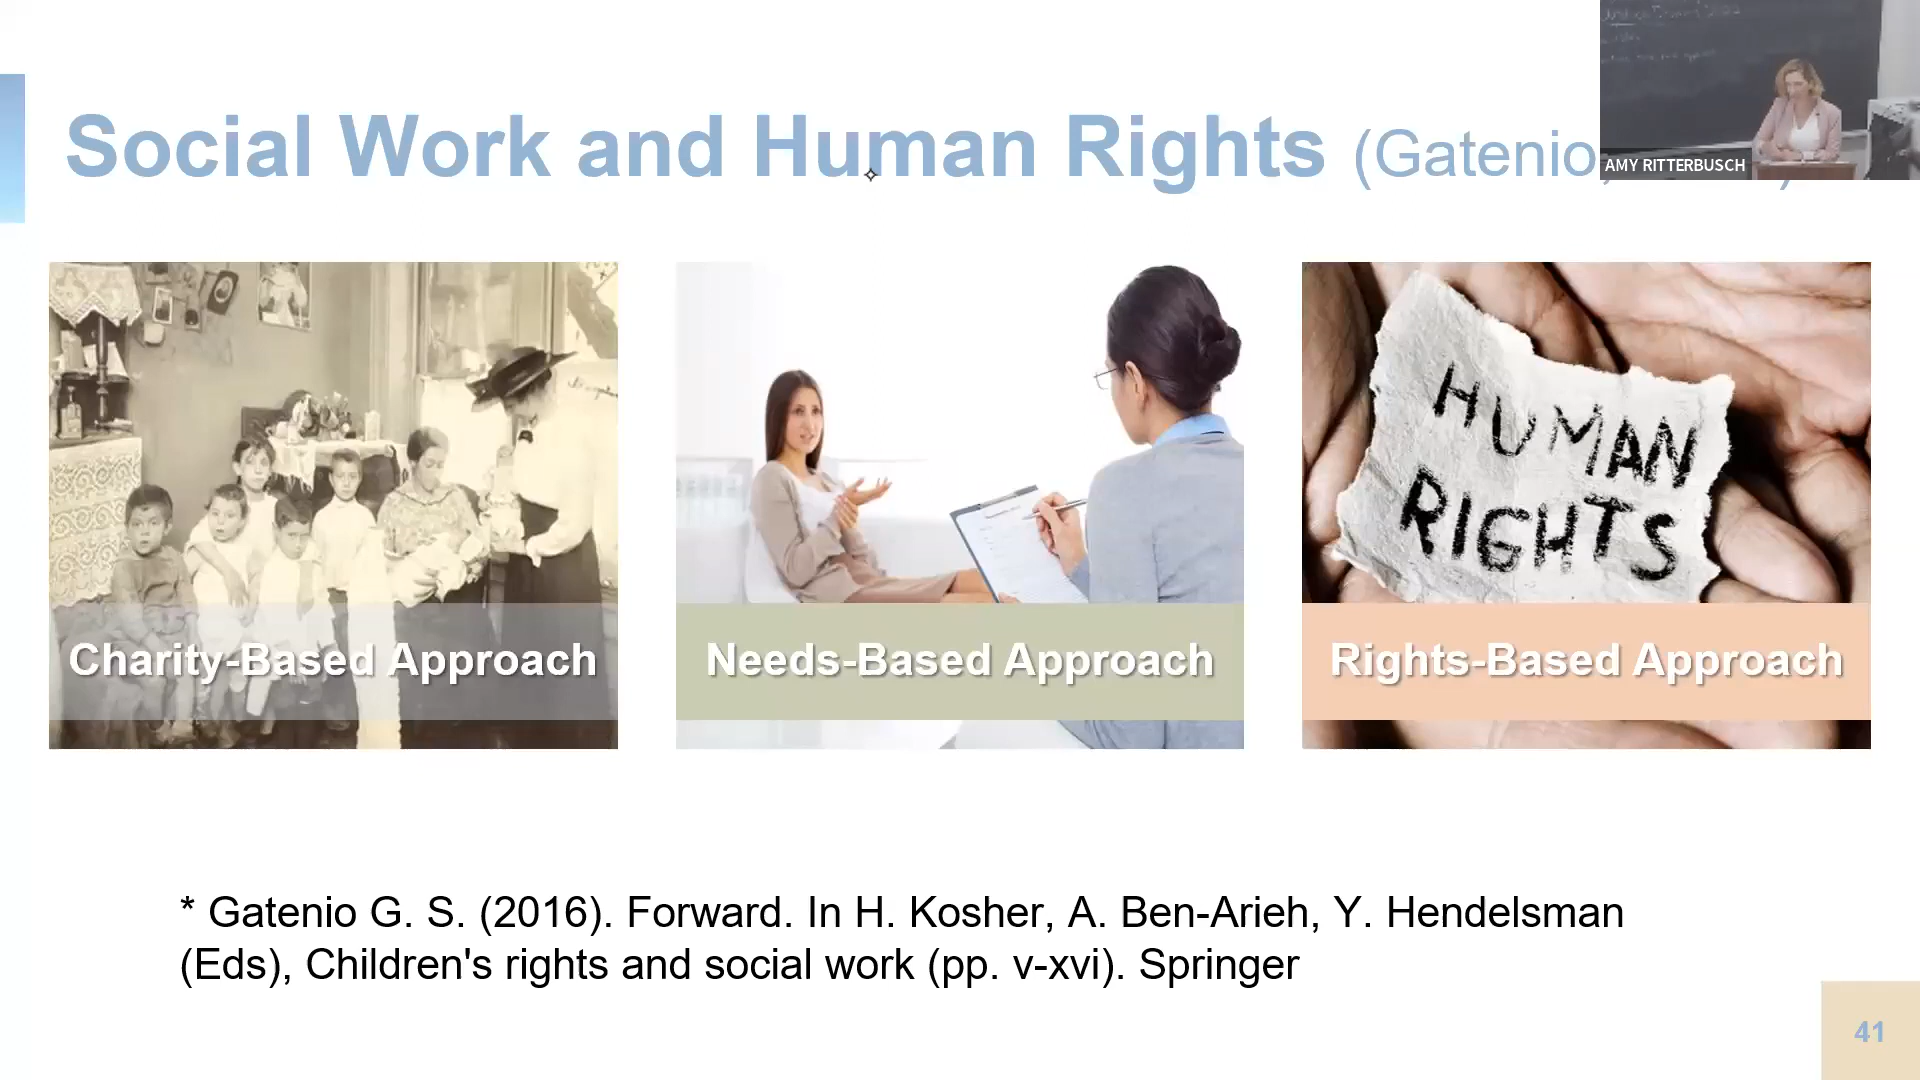 Social Work and Human Rights (Gatenio,
AMY RITTERBUSCH
HUMAN
RIGHTS
Charity-Based Approach
Needs-Based Approach
Rights-Based Approach
* Gatenio G. S. (2016). Forward. In H. Kosher, A. Ben-Arieh, Y. Hendelsman
(Eds), Children's rights and social work (pp. v-xvi). Springer
41